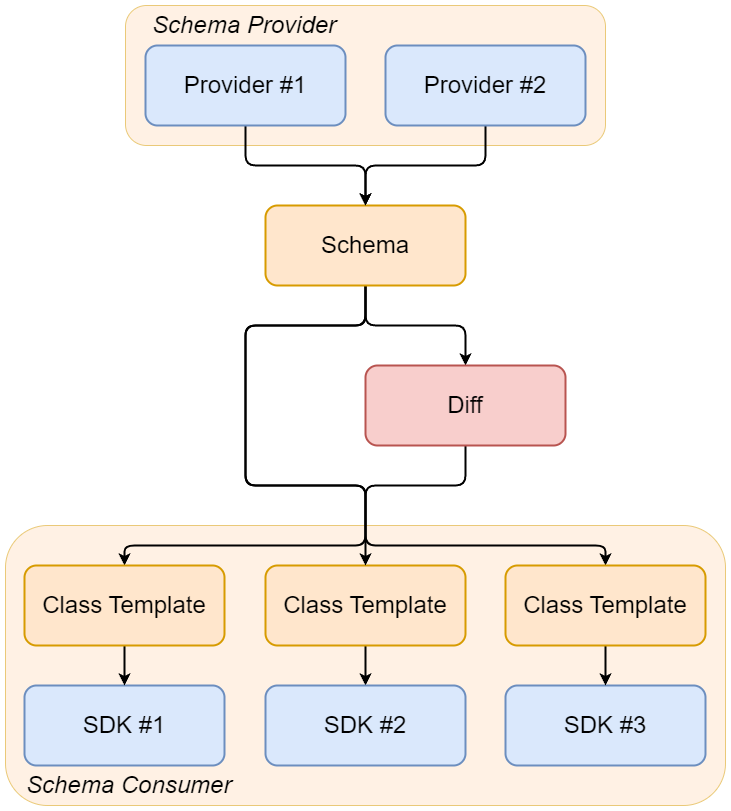 Schema Provider
Provider #1
Provider #2
Schema
Diff
Class Template
Class Template
Class Template
SDK #1
SDK #2
SDK #3
Schema Consumer